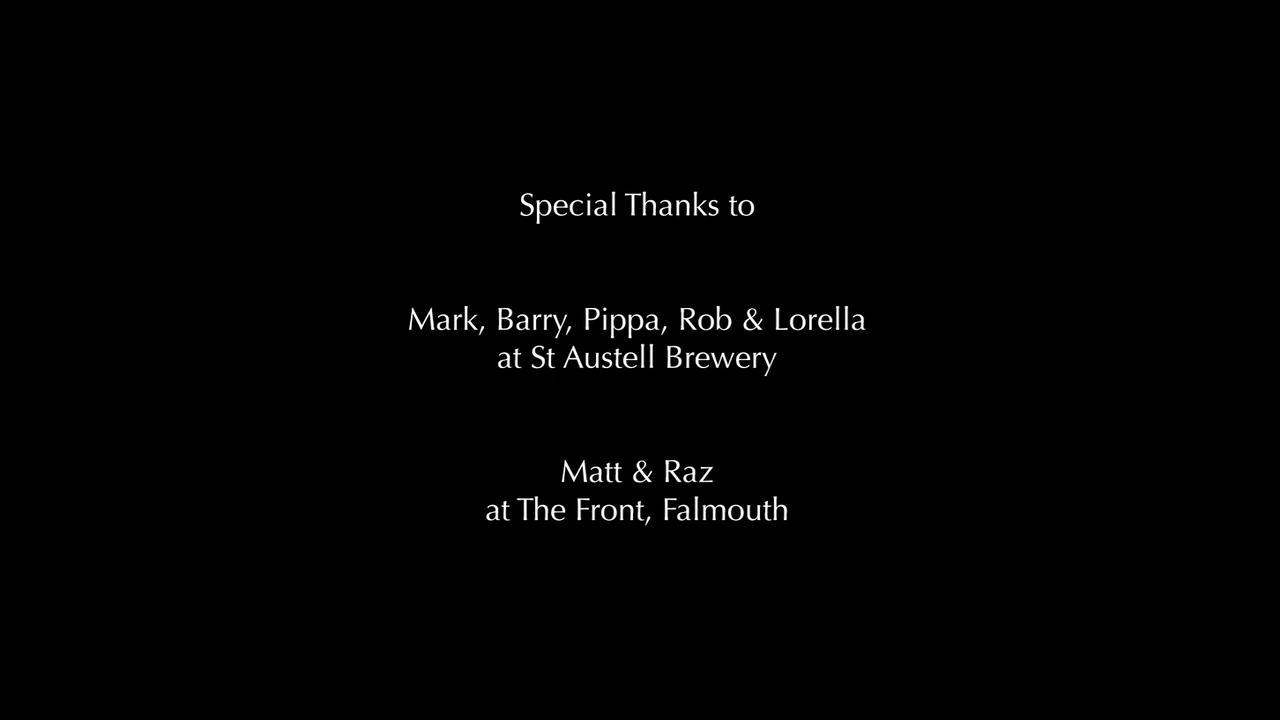 Special Thanks to
Mark, Barry, Pippa, Rob & Lorella
at St Austell Brewery
Matt & Raz
at The Front, Falmouth